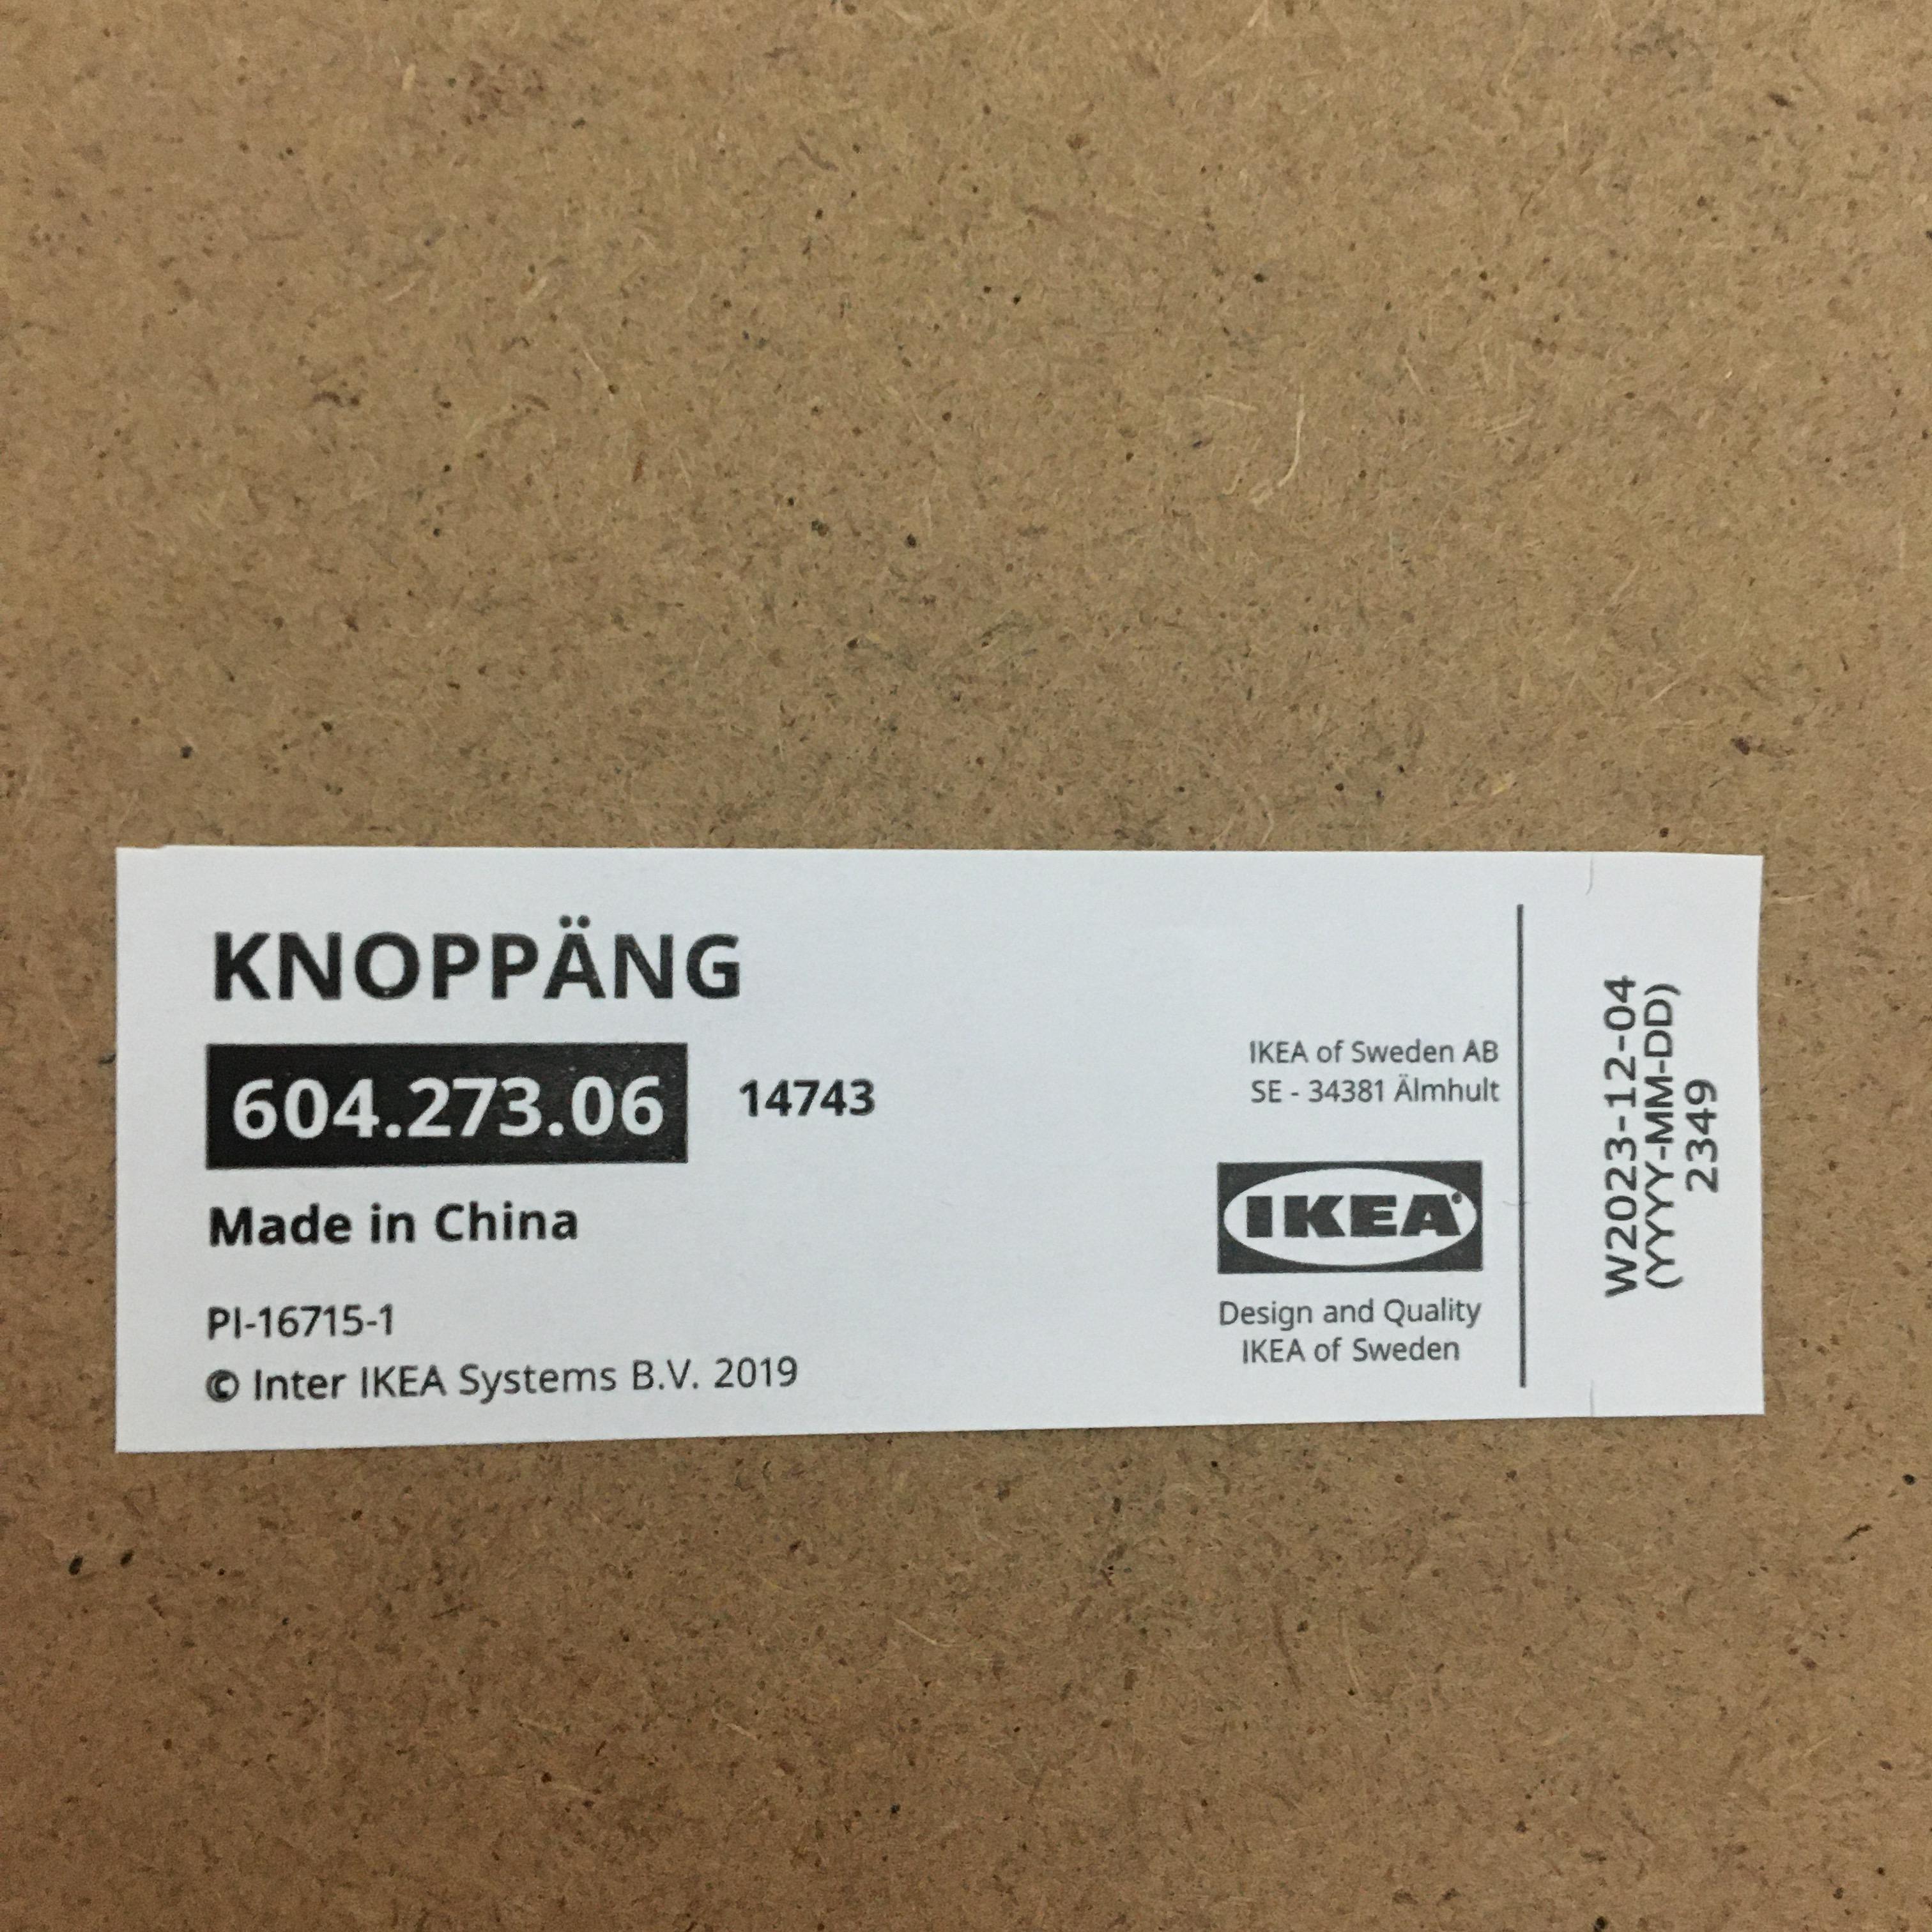 KNOPPÄNG
604.273.06 14743
Made in China
PI-16715-1
© Inter IKEA Systems B.V. 2019
IKEA of Sweden AB
SE - 34381 Älmhult
IKEA®
Design and Quality
IKEA of Sweden
W2023-12-04
(YYYY-MM-DD)
2349